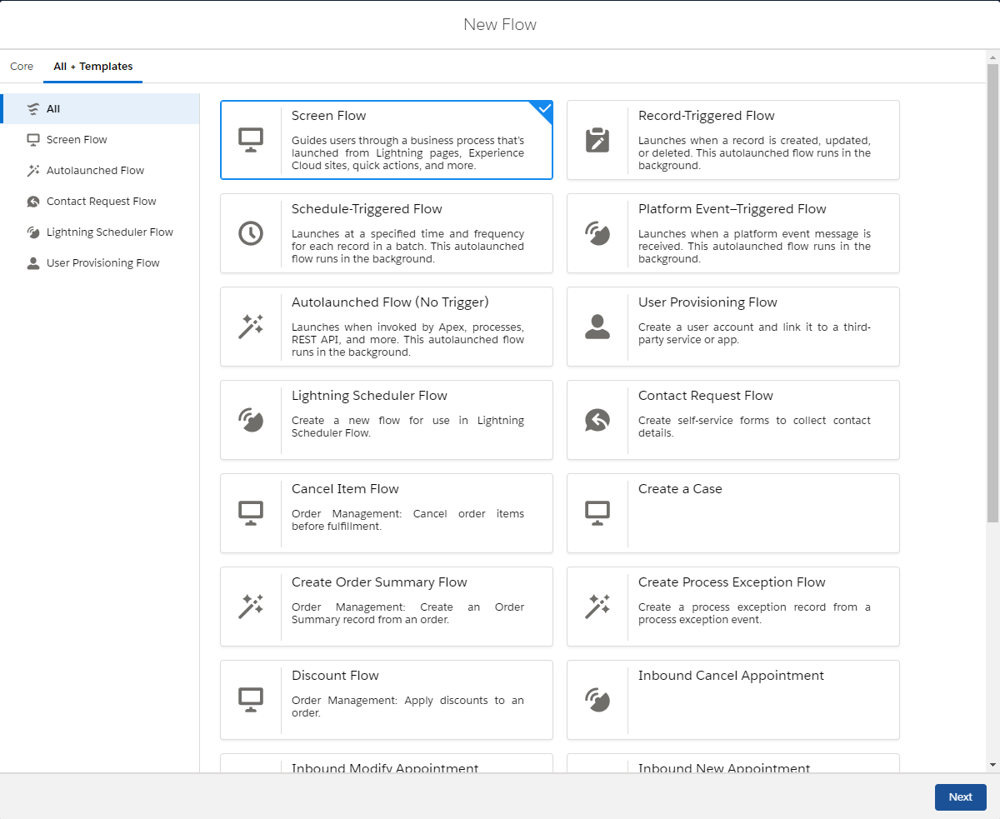 New Flow
Core
All + Templates
All
Screen Flow
Autolaunched Flow
Contact Request Flow
Lightning Scheduler Flow
User Provisioning Flow
Screen Flow
Guides users through a business process that's
launched from Lightning pages, Experience
Cloud sites, quick actions, and more.
Record-Triggered Flow
Launches when a record is created, updated,
or deleted. This autolaunched flow runs in the
background.
Schedule-Triggered Flow
Launches at a specified time and frequency
for each record in a batch. This autolaunched
flow runs in the background.
Platform Event–Triggered Flow
Launches when a platform event message is
received. This autolaunched flow runs in the
background.
Autolaunched Flow (No Trigger)
Launches when invoked by Apex, processes,
REST API, and more. This autolaunched flow
runs in the background.
User Provisioning Flow
Create a user account and link it to a third-
party service or app.
Lightning Scheduler Flow
Create a new flow for use in Lightning
Scheduler Flow.
Contact Request Flow
Create self-service forms to collect contact
details.
Cancel Item Flow
Order Management: Cancel order items
before fulfillment.
Create a Case
Create Order Summary Flow
Order Management: Create an Order
Summary record from an order.
Create Process Exception Flow
Create a process exception record from a
process exception event.
Discount Flow
Order Management: Apply discounts to an
order.
Inbound Cancel Appointment
Inbound Modify Appointment
Inbound New Appointment
Next